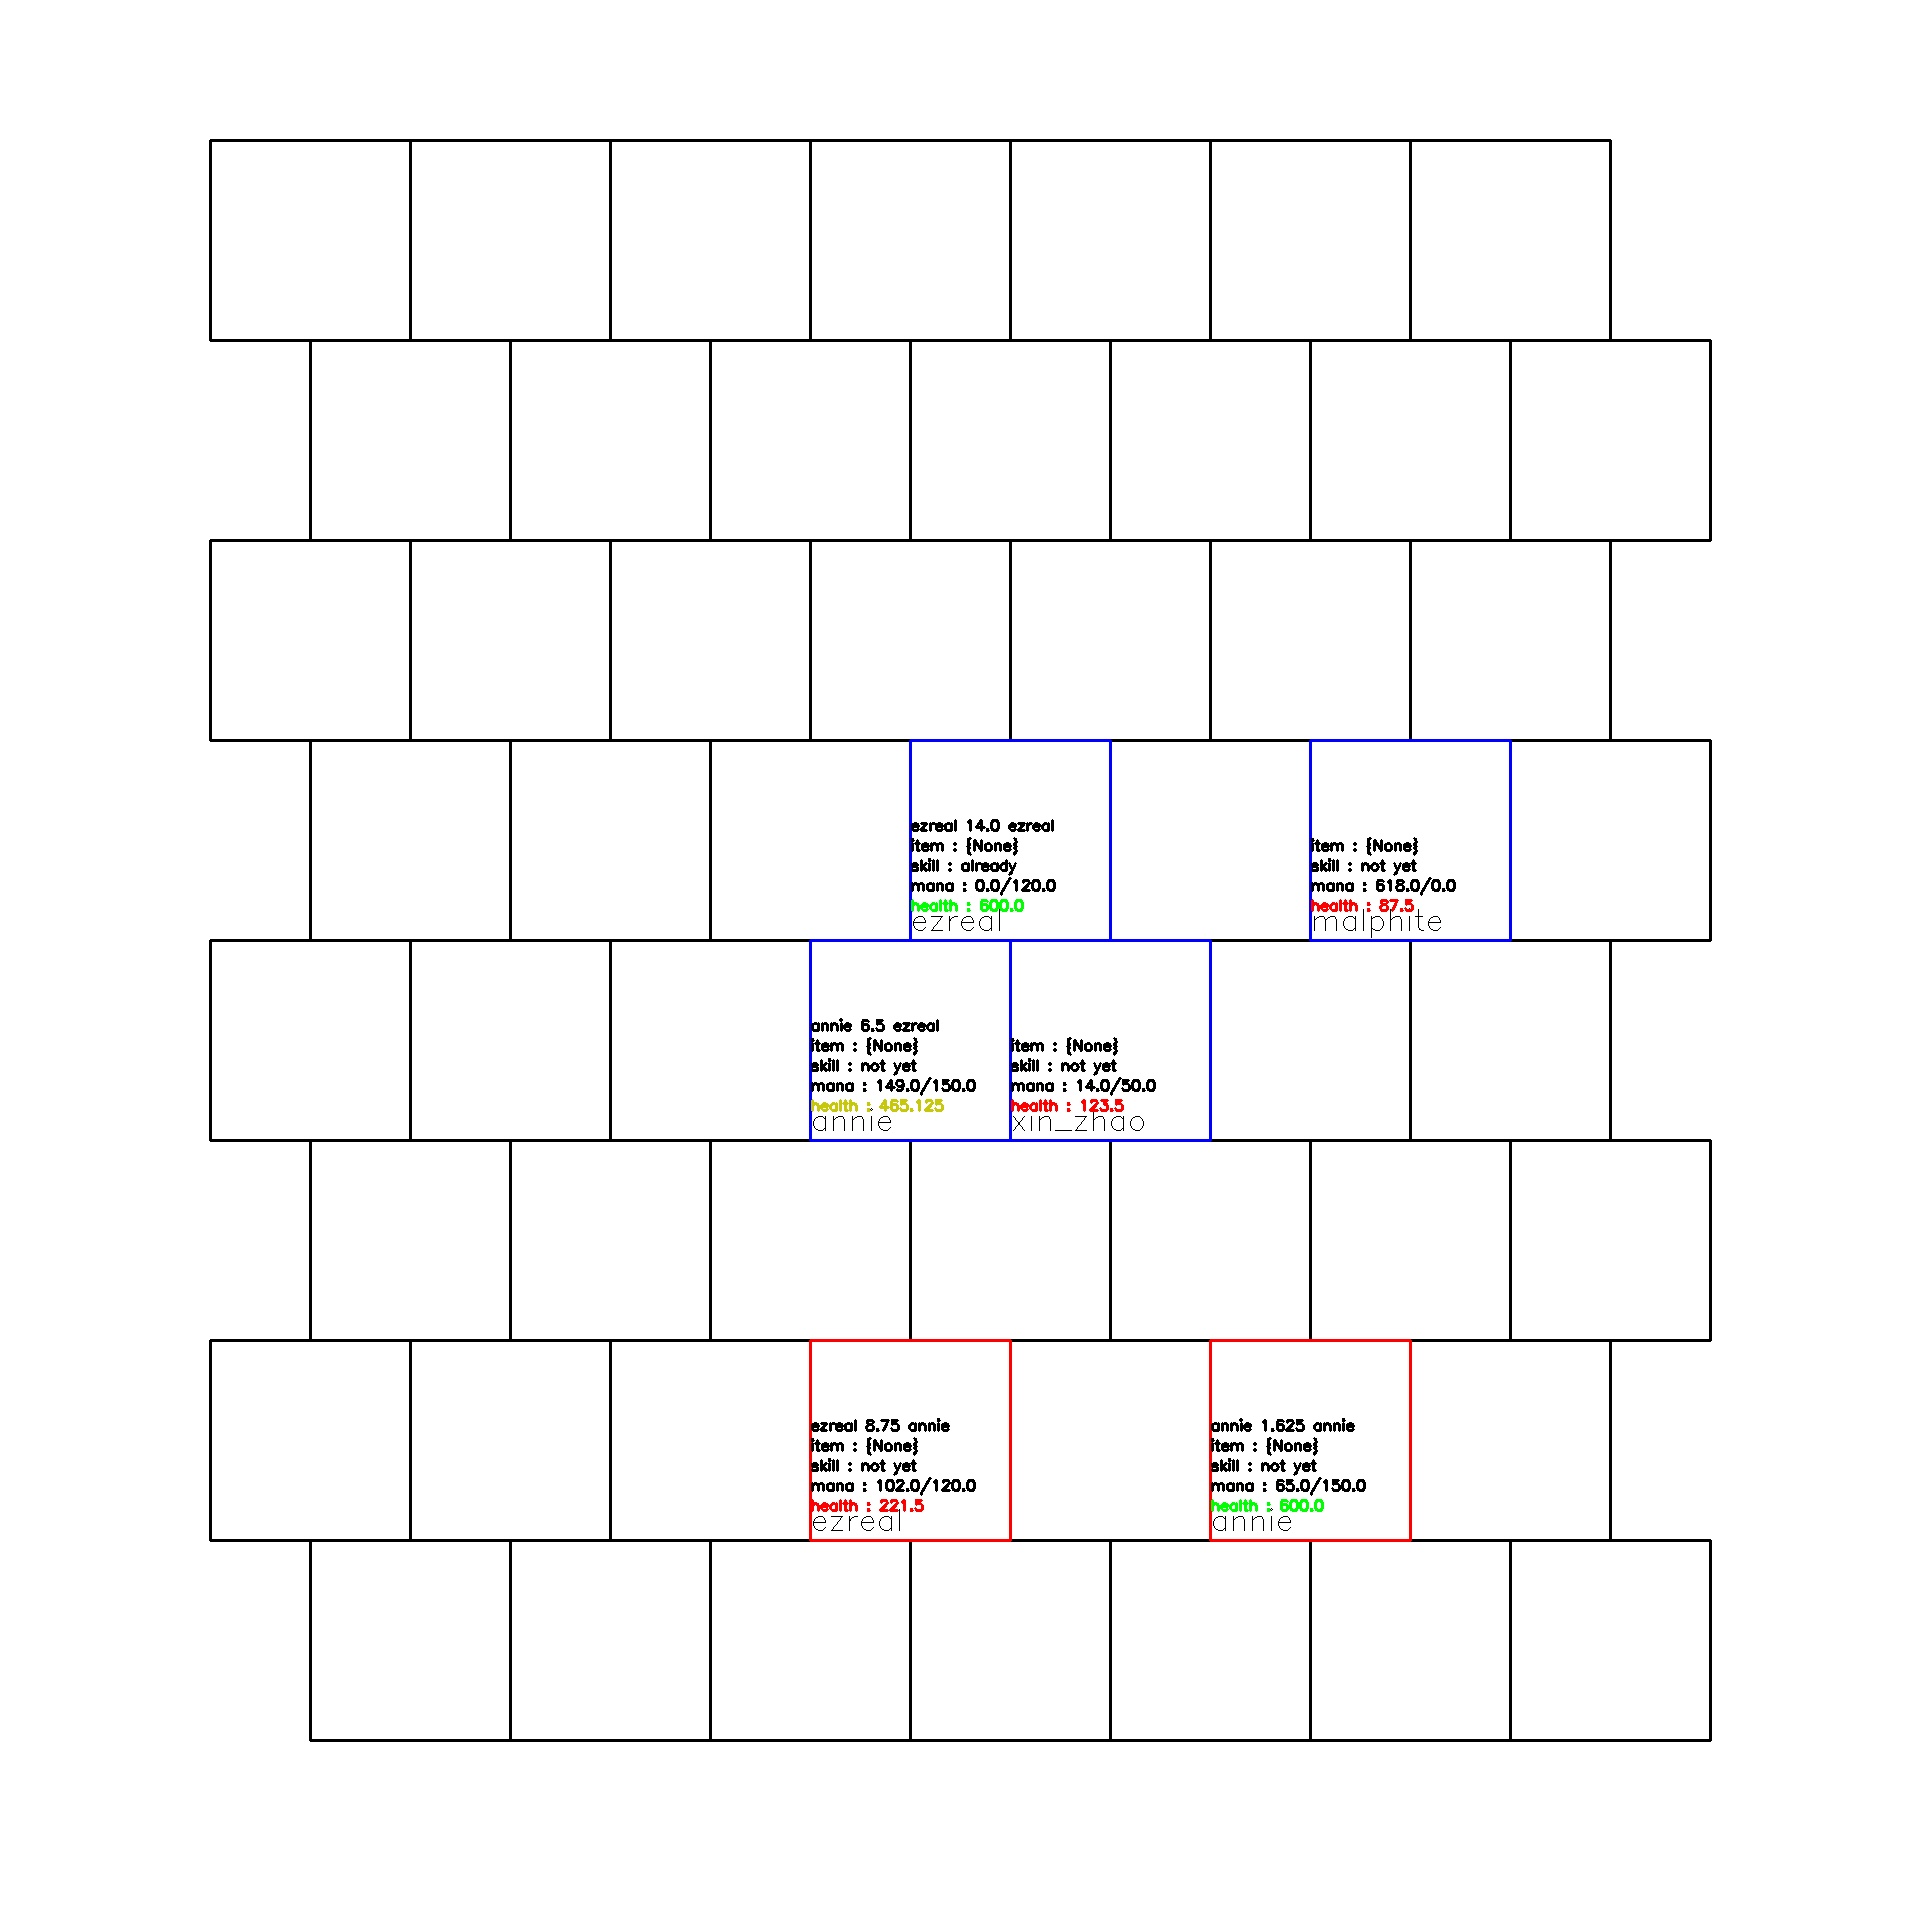 ezreal 14.0 ezreal
item : {None}
skill : already
mana : 0.0/120.0
health : 600.0
ezreal
item : {None}
skill : not yet
mana : 618.0/0.0
health : 87.5
malphite
annie 6.5 ezreal
item : {None}
skill : not yet
mana : 149.0/150.0
health : 465.125
annie
item : {None}
skill : not yet
mana : 14.0/50.0
health : 123.5
xin_zhao
ezreal 8.75 annie
item : {None}
skill : not yet
mana : 102.0/120.0
health : 221.5
ezreal
annie 1.625 annie
item : {None}
skill : not yet
mana : 65.0/150.0
health : 600.0
annie